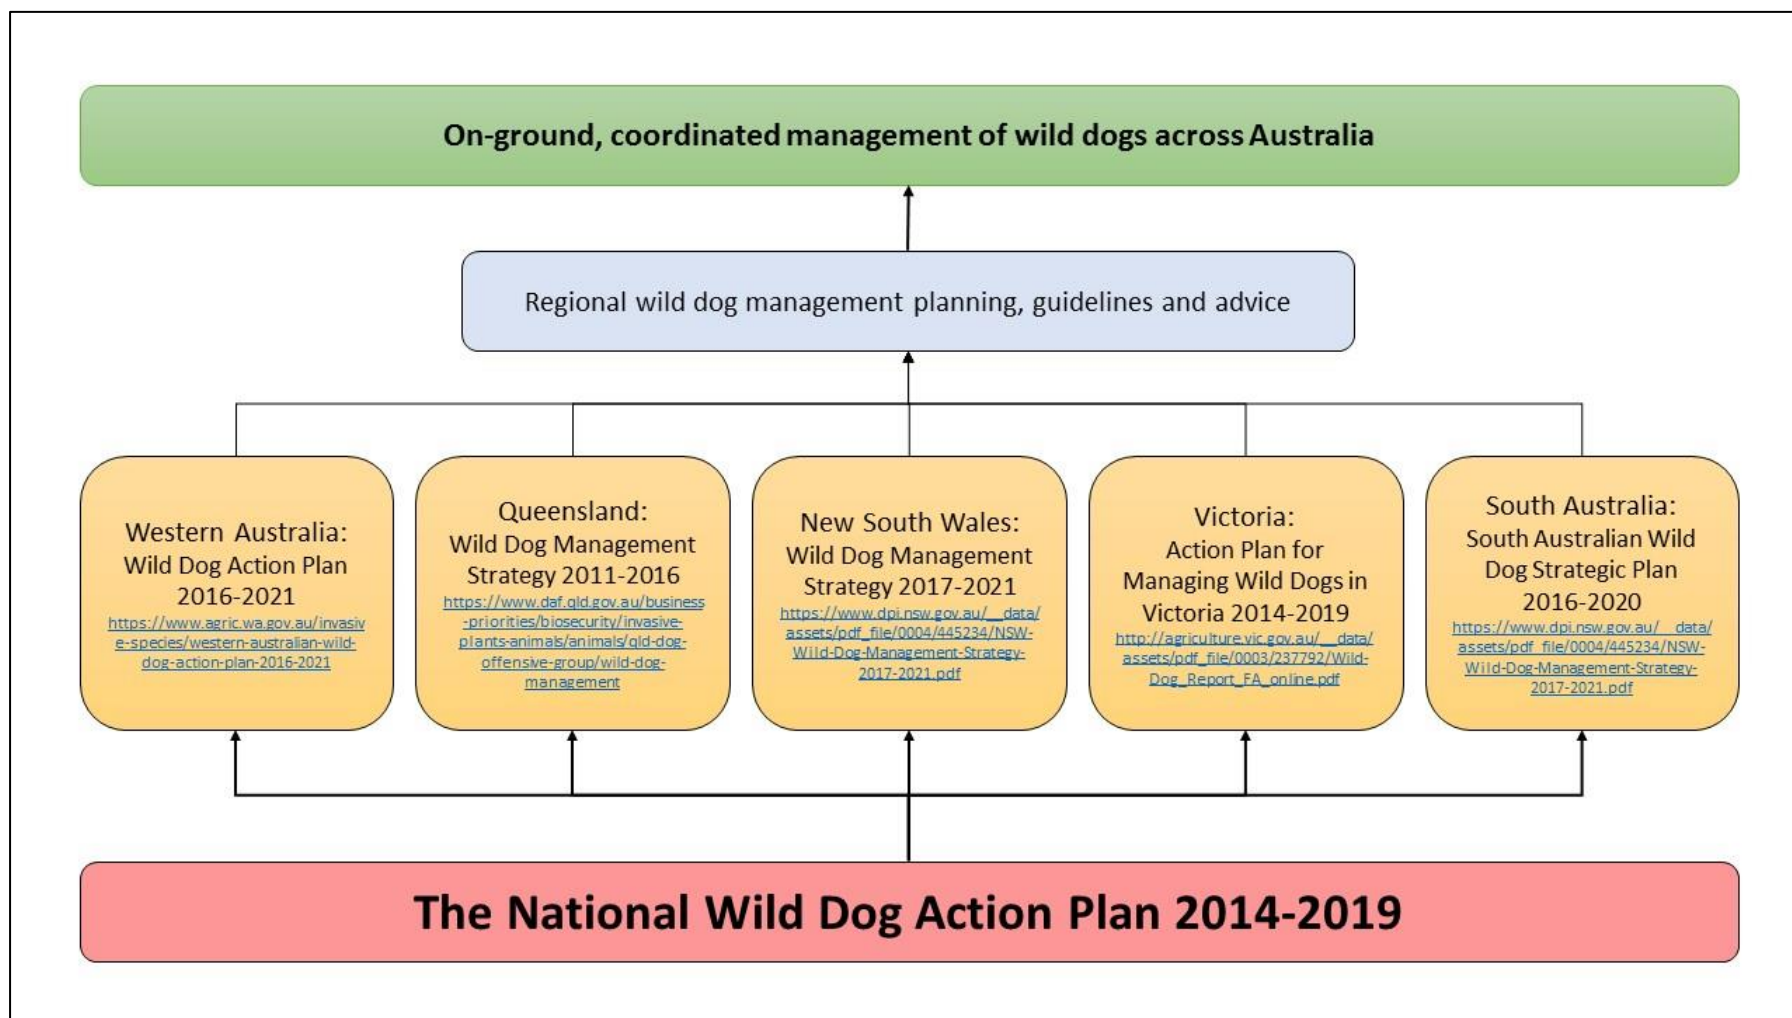 On-ground, coordinated management of wild dogs across Australia
Regional wild dog management planning, guidelines and advice
Western Australia:
Wild Dog Action Plan
2016-2021
https://www.agric.wa.gov.au/invasiv
e-species/western-australian-wild-
dog-action-plan-2016-2021
Queensland:
Wild Dog Management
Strategy 2011-2016
https://www.daf.qld.gov.au/business
-priorities/biosecurity/invasive-
plants-animals/animals/qld-dog-
offensive-group/wild-dog-
management
New South Wales:
Wild Dog Management
Strategy 2017-2021
https://www.dpi.nsw.gov.au/__data/
assets/pdf_file/0004/445234/NSW-
Wild-Dog-Management-Strategy-
2017-2021.pdf
Victoria:
Action Plan for
Managing Wild Dogs in
Victoria 2014-2019
http://agriculture.vic.gov.au/__data/
assets/pdf_file/0003/237792/Wild-
Dog_Report_FA_online.pdf
South Australia:
South Australian Wild
Dog Strategic Plan
2016-2020
https://www.dpi.nsw.gov.au/__data/
assets/pdf_file/0004/445234/NSW-
Wild-Dog-Management-Strategy-
2017-2021.pdf
The National Wild Dog Action Plan 2014-2019